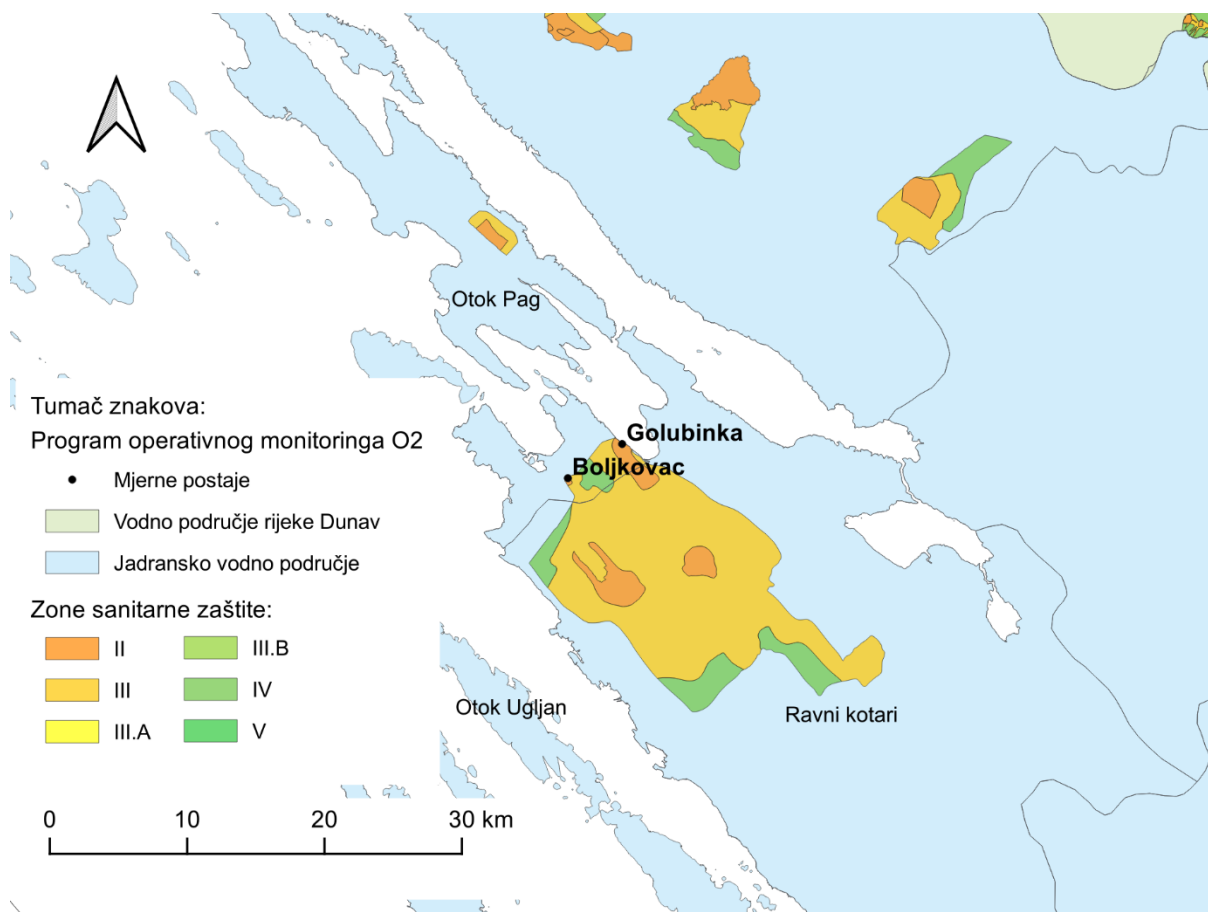 Otok Pag
Golubinka
Boljkovac
Otok Ugljan
Ravni kotari
Tumač znakova:
Program operativnog monitoringa O2
Mjerne postaje
Vodno područje rijeke Dunav
Jadransko vodno područje
Zone sanitarne zaštite:
II III.B
III IV
III.A V
0 10 20 30 km